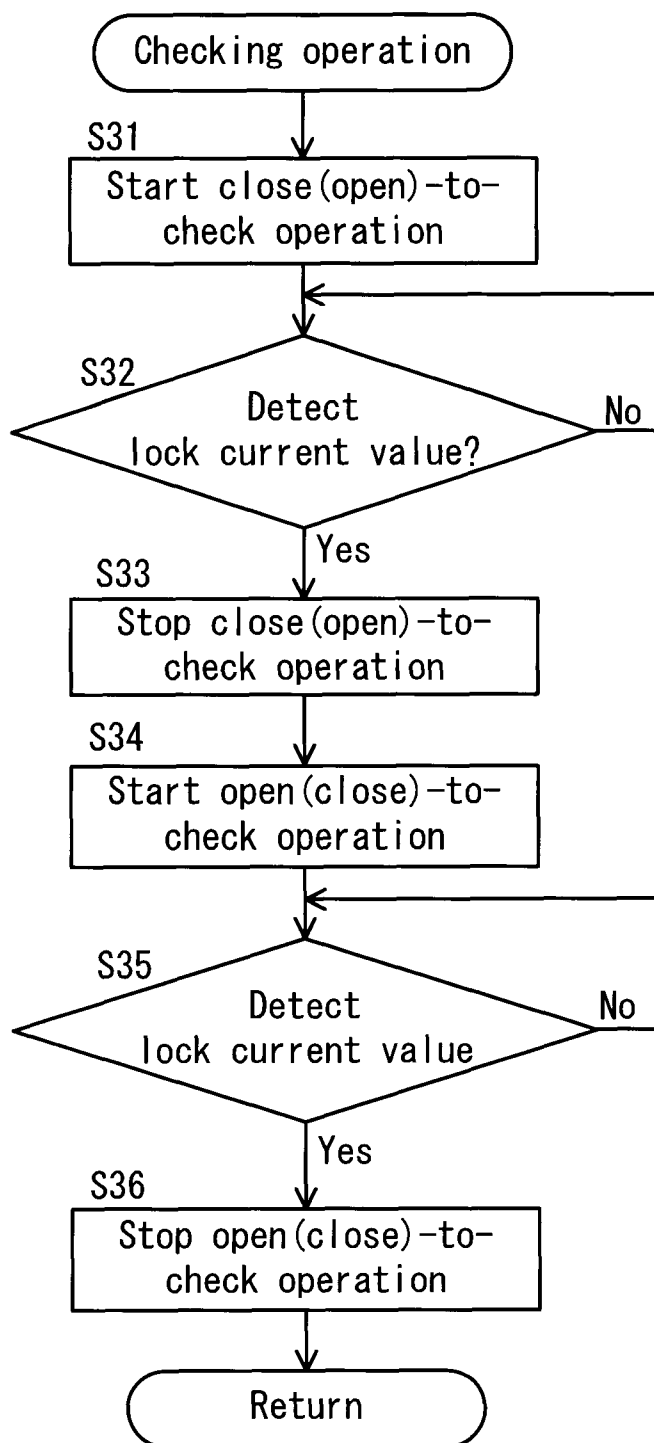 Checking operation
S31
Start close(open)-to-
check operation
S32
Detect
lock current value?
No
Yes
S33
Stop close(open)-to-
check operation
S34
Start open(close)-to-
check operation
S35
Detect
lock current value
No
Yes
S36
Stop open(close)-to-
check operation
Return